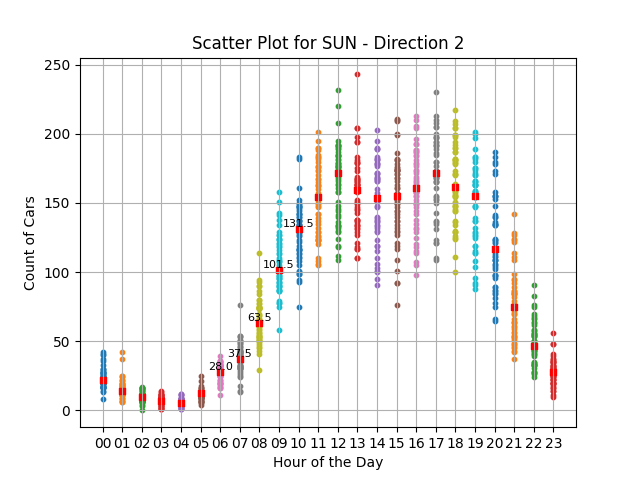 Scatter Plot for SUN - Direction 2
Count of Cars
250
200
150
100
50
0
131.5
101.5
63.5
37.5
28.0
00 01 02 03 04 05 06 07 08 09 10 11 12 13 14 15 16 17 18 19 20 21 22 23
Hour of the Day